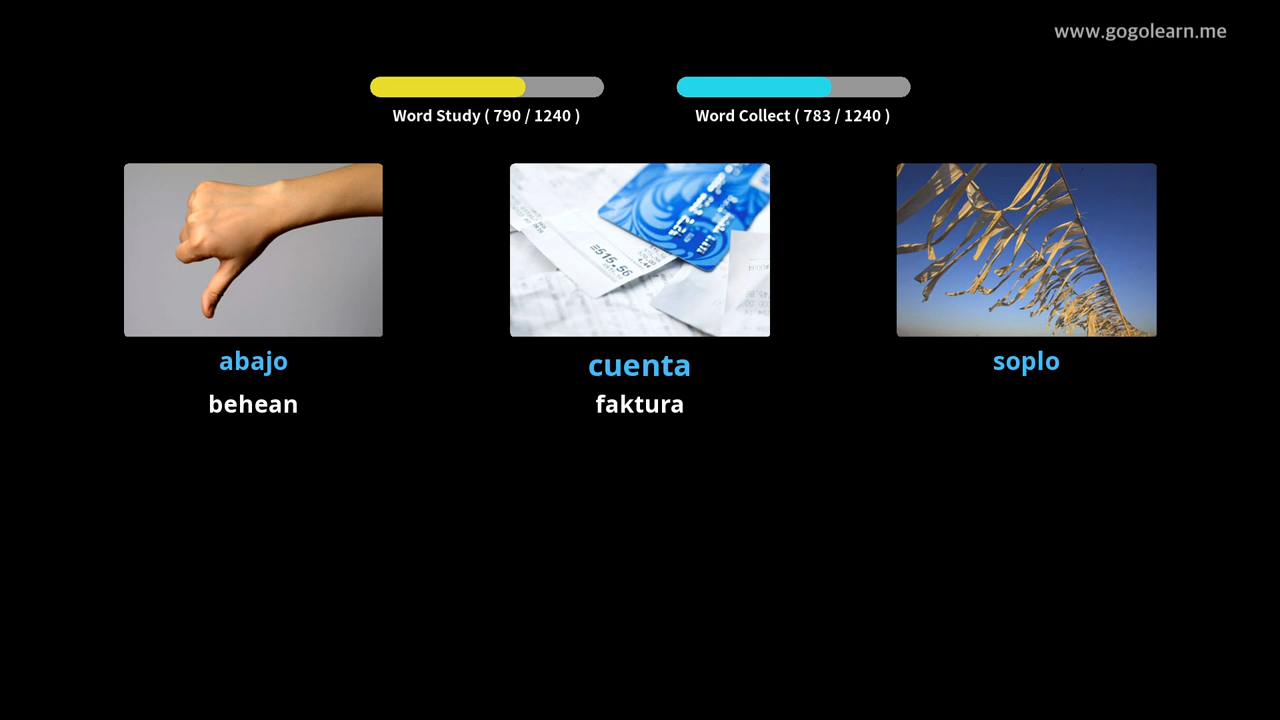 www.gogolearn.me
Word Study ( 790 / 1240 )
Word Collect ( 783 / 1240 )
abajo
cuenta
soplo
behean
faktura